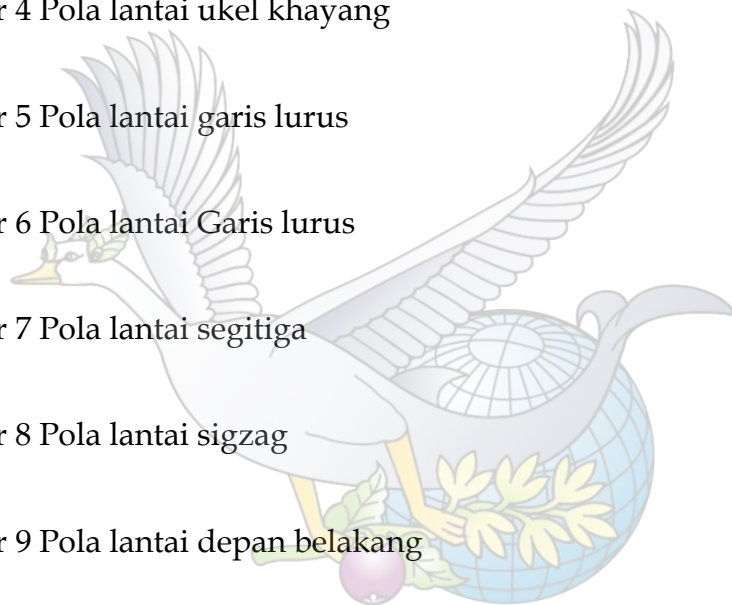 r 4 Pola lantai ukel khayang
r 5 Pola lantai garis lurus
r 6 Pola lantai Garis lurus
r 7 Pola lantai segitiga
r 8 Pola lantai sigzag
r 9 Pola lantai depan belakang